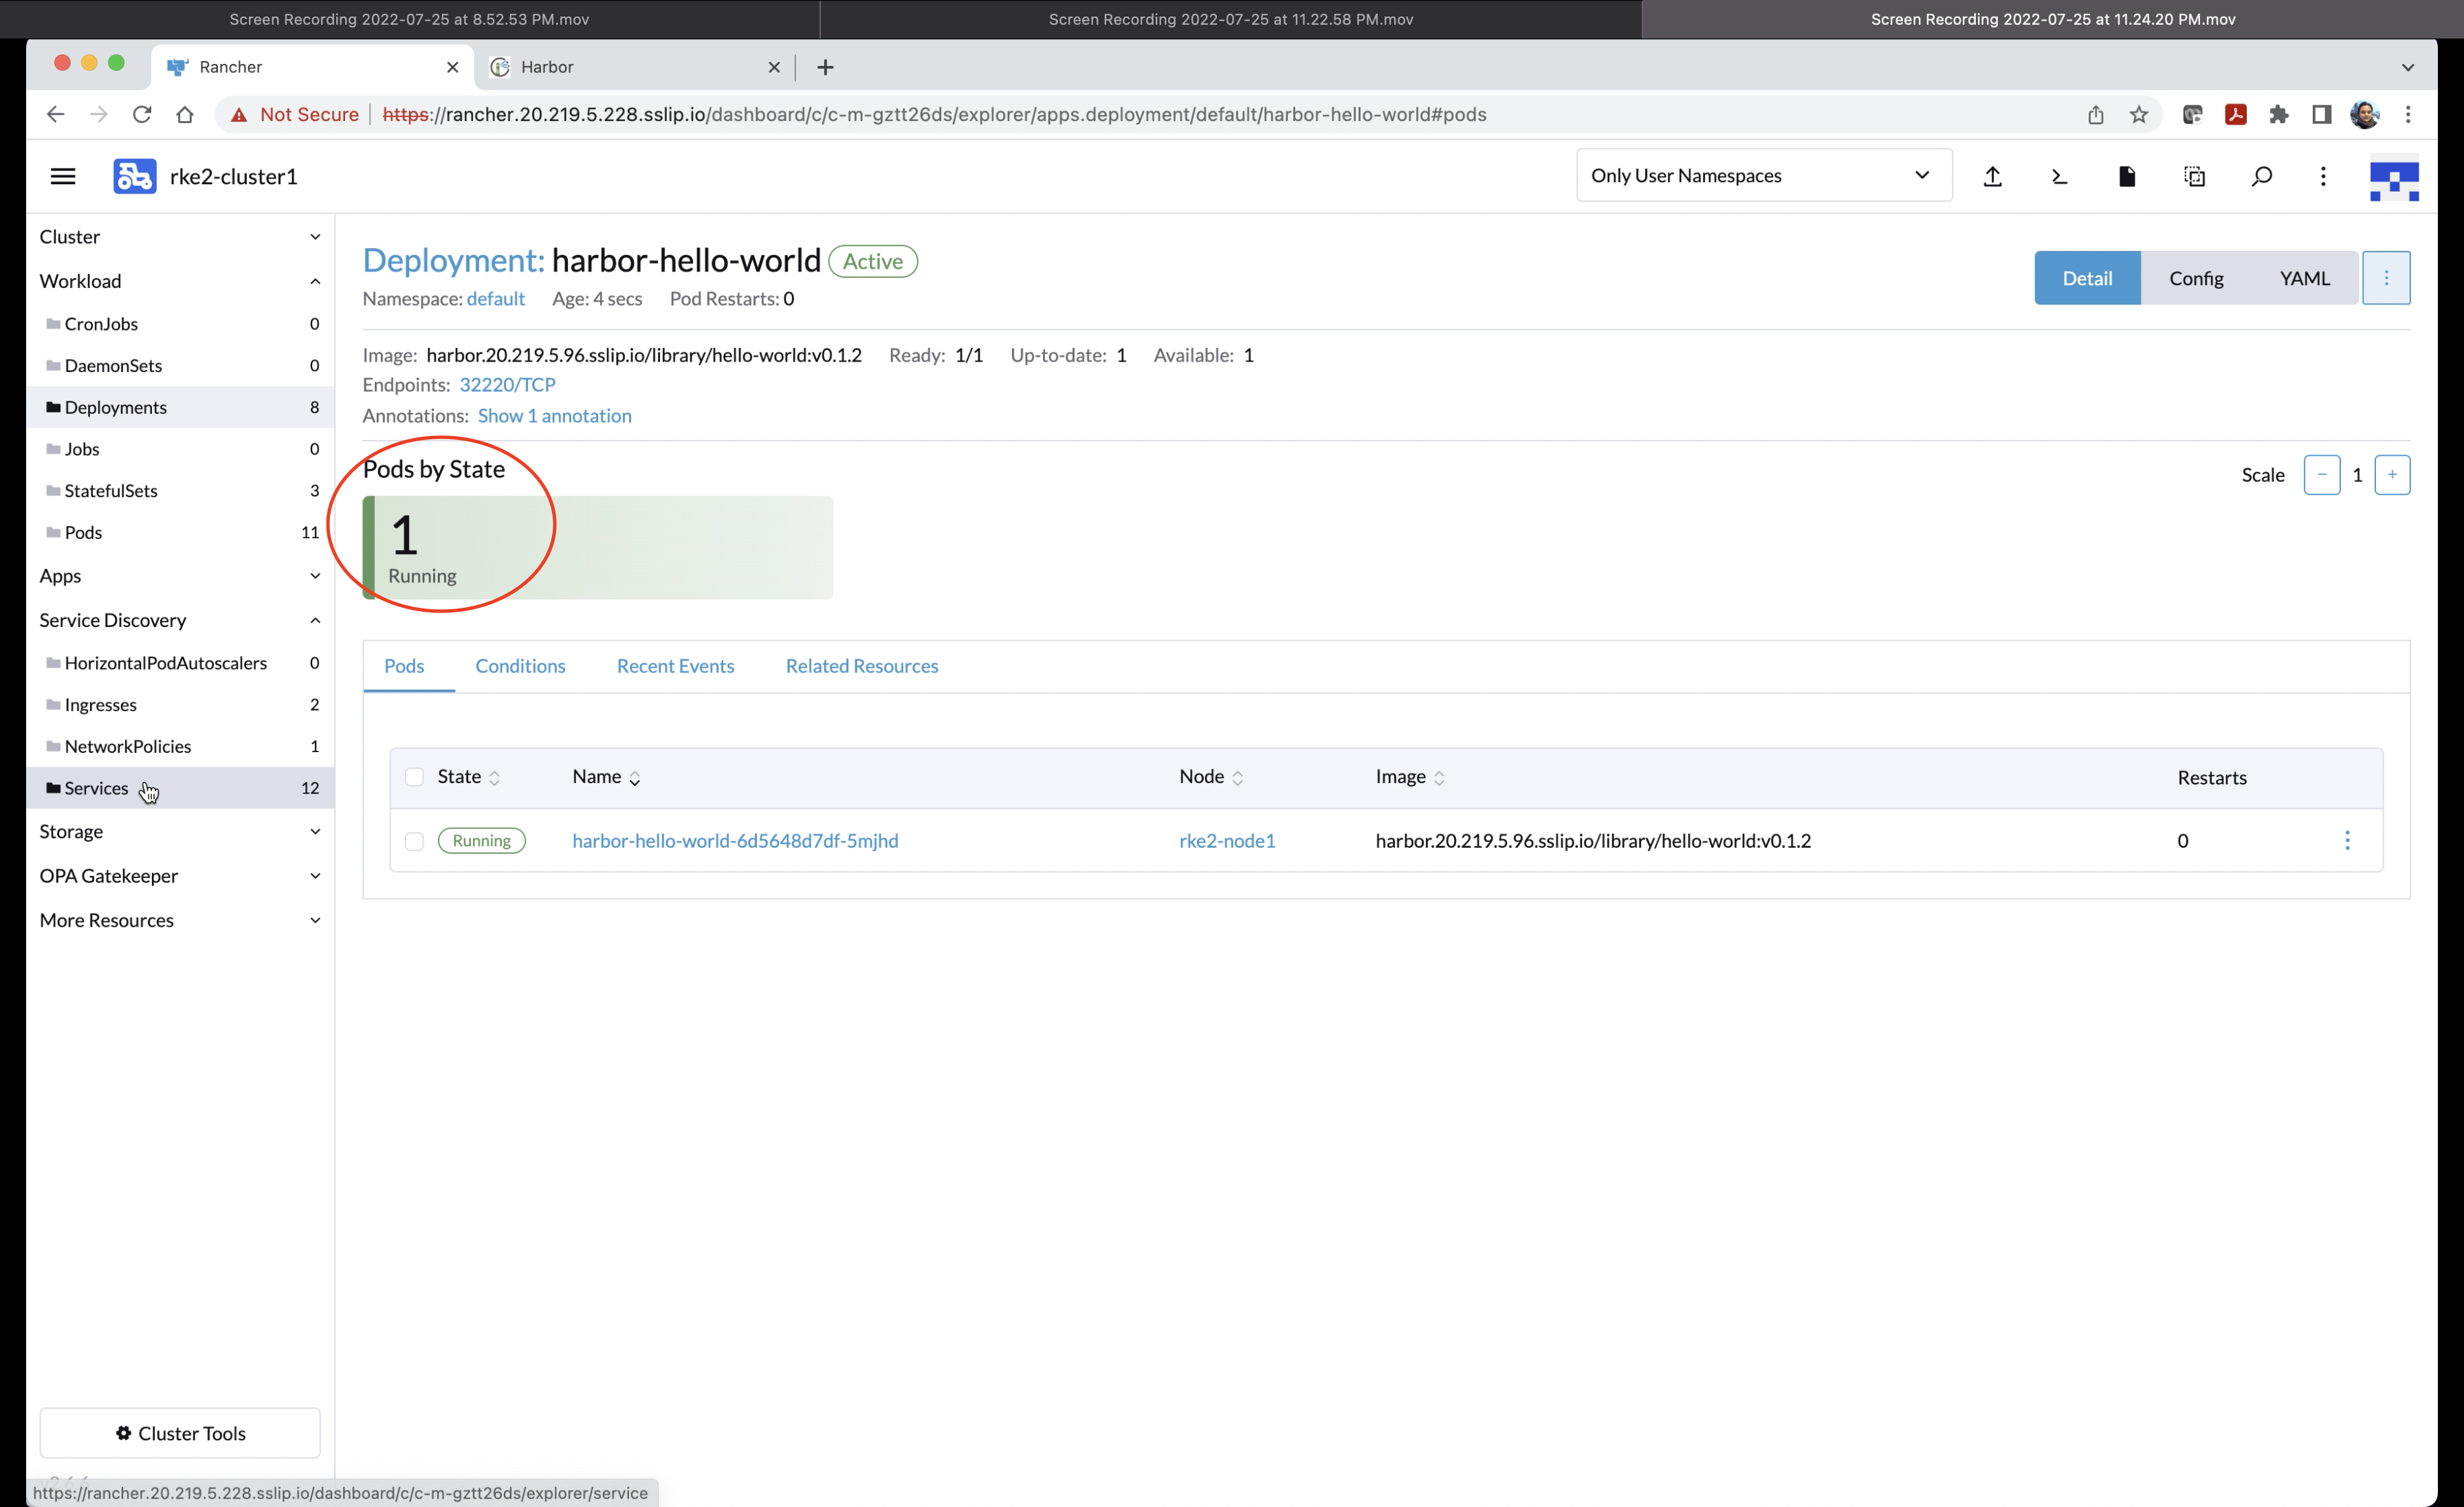 Screen Recording 2022-07-25 at 8.52.53 PM.mov
Screen Recording 2022-07-25 at 11.22.58 PM.mov
Screen Recording 2022-07-25 at 11.24.20 PM.mov
Rancher
Harbor
Not Secure
https://rancher.20.219.5.228.sslip.io/dashboard/c/c-m-gztt26ds/explorer/apps.deployment/default/harbor-hello-world#pods
rke2-cluster1
Only User Namespaces
Cluster
Workload
CronJobs 0
DaemonSets 0
Deployments 8
Jobs 0
StatefulSets 3
Pods 11
Apps
Service Discovery
HorizontalPodAutoscalers 0
Ingresses 2
NetworkPolicies 1
Services 12
Storage
OPA Gatekeeper
More Resources
Cluster Tools
Deployment: harbor-hello-world Active
Detail Config YAML
Namespace: default Age: 4 secs Pod Restarts: 0
Image: harbor.20.219.5.96.sslip.io/library/hello-world:v0.1.2 Ready: 1/1 Up-to-date: 1 Available: 1
Endpoints: 32220/TCP
Annotations: Show 1 annotation
Pods by State
Scale - 1 +
1
Running
Pods Conditions Recent Events Related Resources
State Name Node Image Restarts
Running harbor-hello-world-6d5648d7df-5mjhd rke2-node1 harbor.20.219.5.96.sslip.io/library/hello-world:v0.1.2 0
https://rancher.20.219.5.228.sslip.io/dashboard/c/c-m-gztt26ds/explorer/service